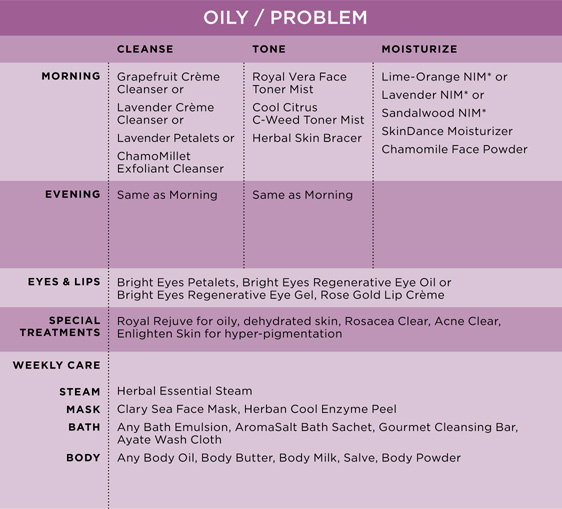 OILY / PROBLEM
CLEANSE
TONE
MOISTURIZE
MORNING
Grapefruit Crème
Cleanser or
Lavender Crème
Cleanser or
Lavender Petalets or
ChamoMillet
Exfoliant Cleanser
Royal Vera Face
Toner Mist
Cool Citrus
C-Weed Toner Mist
Herbal Skin Bracer
Lime-Orange NIM* or
Lavender NIM* or
Sandalwood NIM*
SkinDance Moisturizer
Chamomile Face Powder
EVENING
Same as Morning
Same as Morning
EYES & LIPS
Bright Eyes Petalets, Bright Eyes Regenerative Eye Oil or
Bright Eyes Regenerative Eye Gel, Rose Gold Lip Crème
SPECIAL
TREATMENTS
Royal Rejuve for oily, dehydrated skin, Rosacea Clear, Acne Clear,
Enlighten Skin for hyper-pigmentation
WEEKLY CARE
STEAM
Herbal Essential Steam
MASK
Clary Sea Face Mask, Herban Cool Enzyme Peel
BATH
Any Bath Emulsion, AromaSalt Bath Sachet, Gourmet Cleansing Bar,
Ayate Wash Cloth
BODY
Any Body Oil, Body Butter, Body Milk, Salve, Body Powder